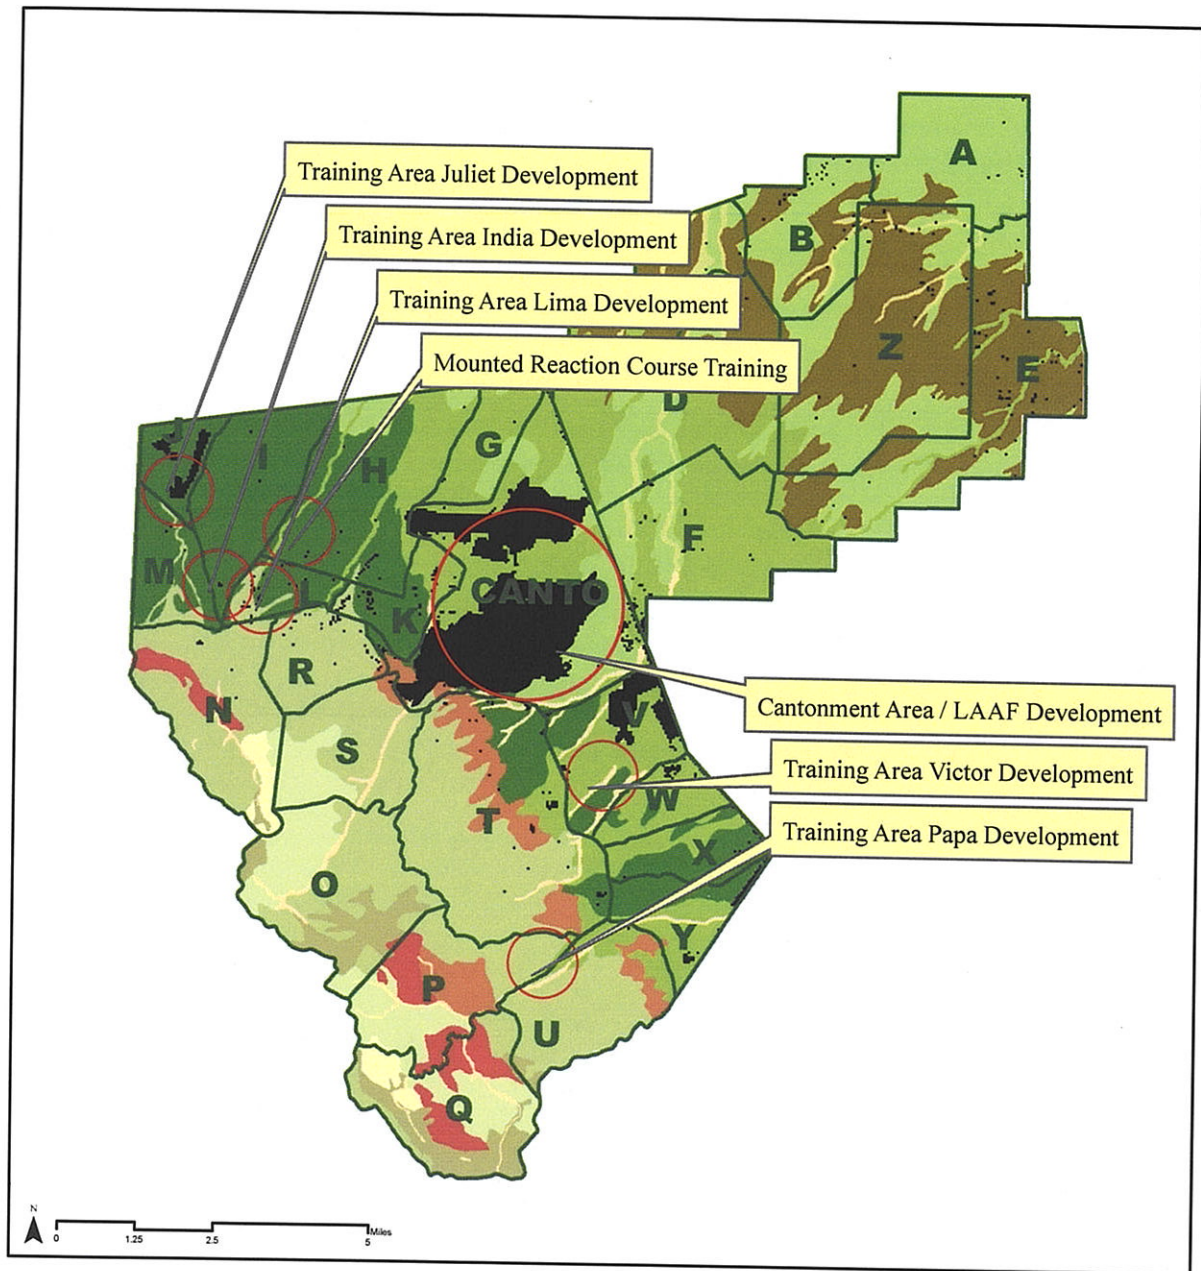 A
Training Area Juliet Development
Training Area India Development
B
Training Area Lima Development
Z
Mounted Reaction Course Training
E
D
J
I
H
G
F
M
L
K
CANTO
R
N
S
V
Cantonment Area / LAAF Development
Training Area Victor Development
W
T
X
Training Area Papa Development
O
Y
P
U
Q
N
0 1.25 2.5 5 Miles